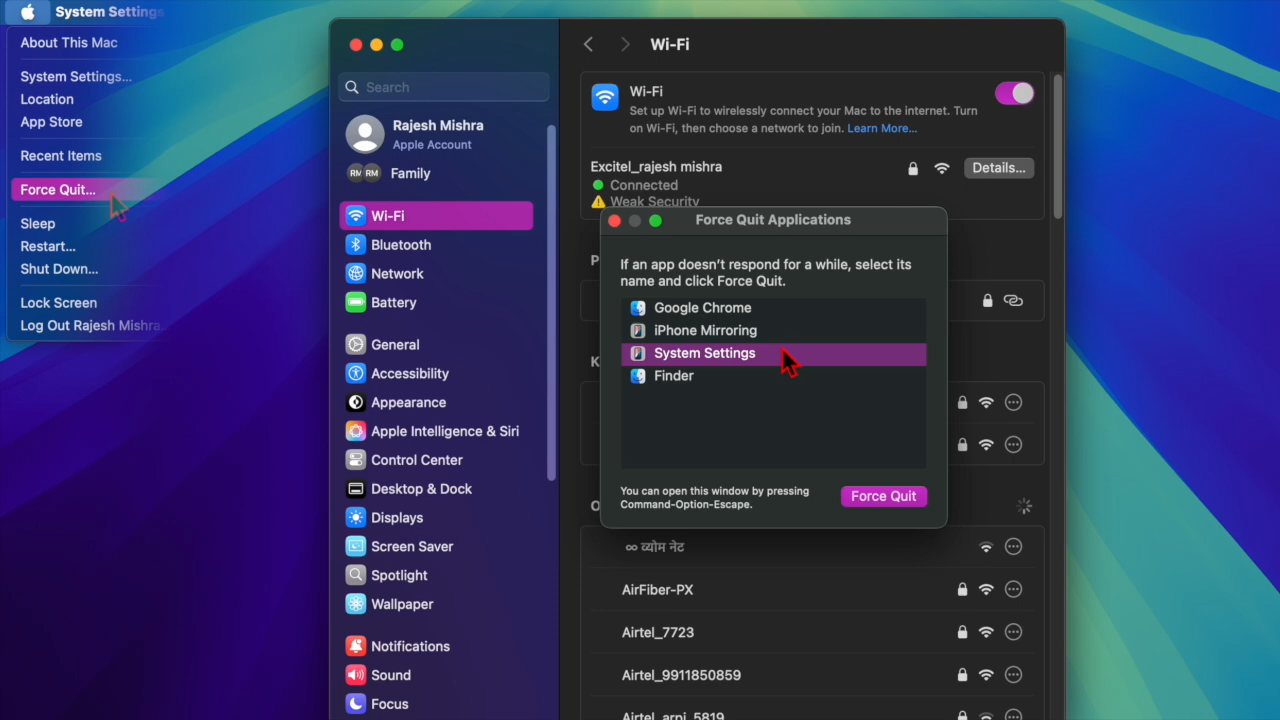 System Settings
About This Mac
System Settings...
Location
App Store
Recent Items
Force Quit...
Sleep
Restart...
Shut Down...
Lock Screen
Log Out Rajesh Mishra...
Search
Rajesh Mishra
Apple Account
RM RM Family
Wi-Fi
Bluetooth
Network
Battery
General
Accessibility
Appearance
Apple Intelligence & Siri
Control Center
Desktop & Dock
Displays
Screen Saver
Spotlight
Wallpaper
Notifications
Sound
Focus
Wi-Fi
Wi-Fi
Set up Wi-Fi to wirelessly connect your Mac to the internet. Turn
on Wi-Fi, then choose a network to join. Learn More...
Excitel_rajesh mishra
Details...
Connected
Weak Security
P
K
O
Force Quit Applications
If an app doesn’t respond for a while, select its
name and click Force Quit.
Google Chrome
iPhone Mirroring
System Settings
Finder
You can open this window by pressing
Command-Option-Escape.
Force Quit
∞ व्योम नेट
AirFiber-PX
Airtel_7723
Airtel_9911850859
Airtel_arpi_5819